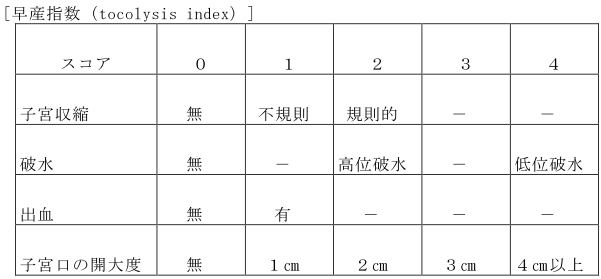 [早産指数（tocolysis index）]
スコア 0 1 2 3 4
子宮収縮 無 不規則 規則的 － －
破水 無 － 高位破水 － 低位破水
出血 無 有 － － －
子宮口の開大度 無 1㎝ 2㎝ 3㎝ 4㎝以上